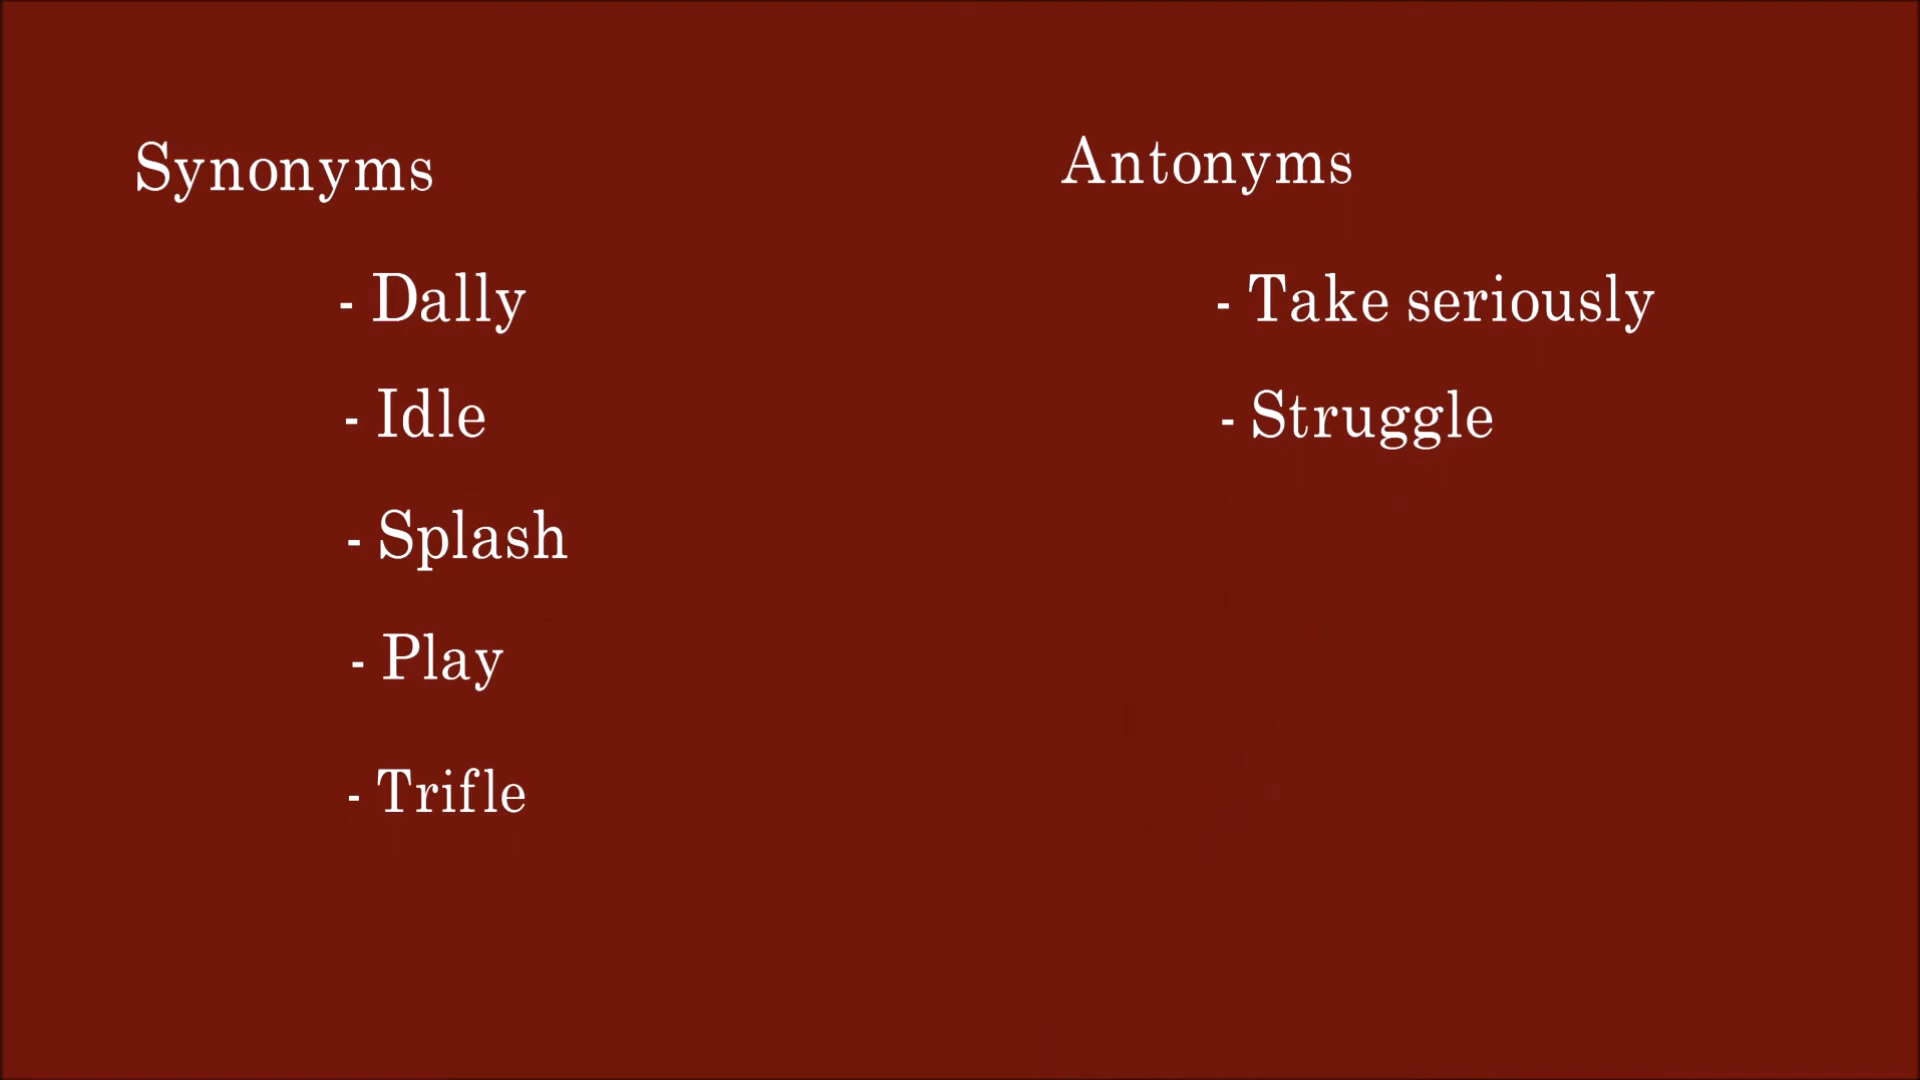 Synonyms
- Dally
- Idle
- Splash
- Play
- Trifle
Antonyms
- Take seriously
- Struggle